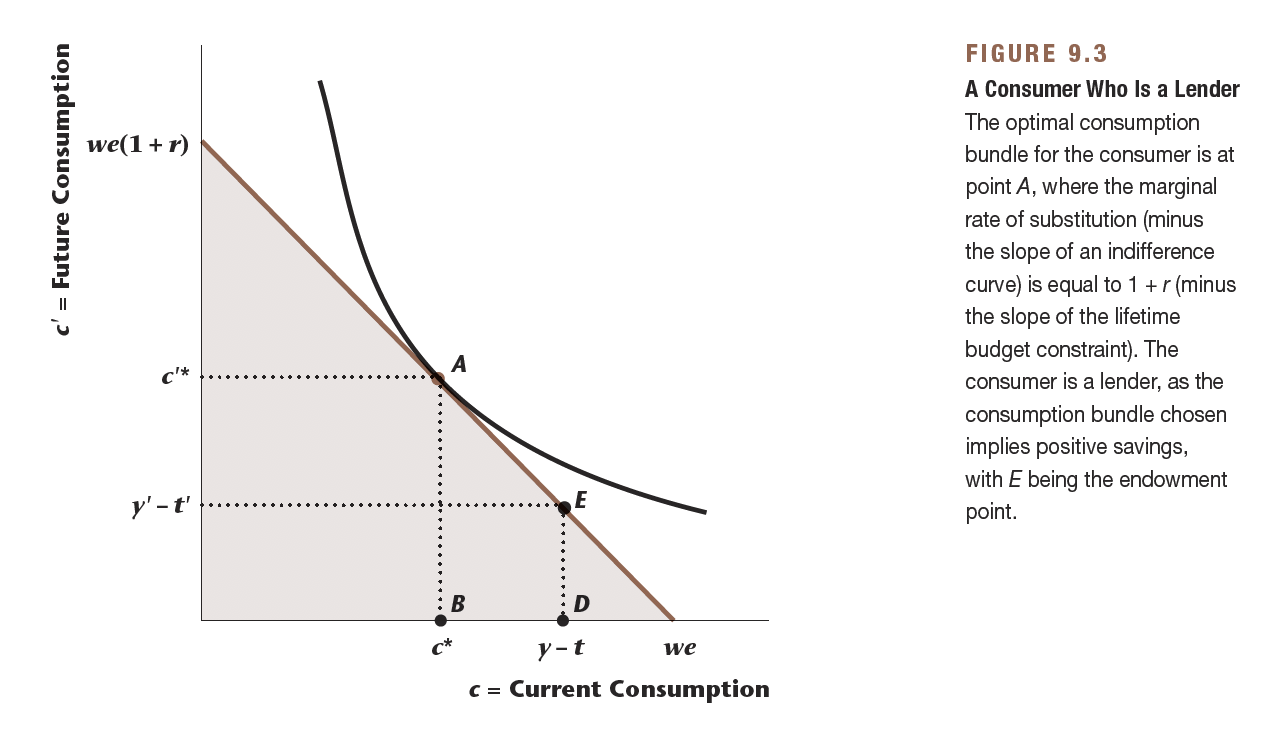 c' = Future Consumption
we(1 + r)
A
c'*
E
y' – t'
B
D
c*
y – t
we
c = Current Consumption
FIGURE 9.3
A Consumer Who Is a Lender
The optimal consumption
bundle for the consumer is at
point A, where the marginal
rate of substitution (minus
the slope of an indifference
curve) is equal to 1 + r (minus
the slope of the lifetime
budget constraint). The
consumer is a lender, as the
consumption bundle chosen
implies positive savings,
with E being the endowment
point.